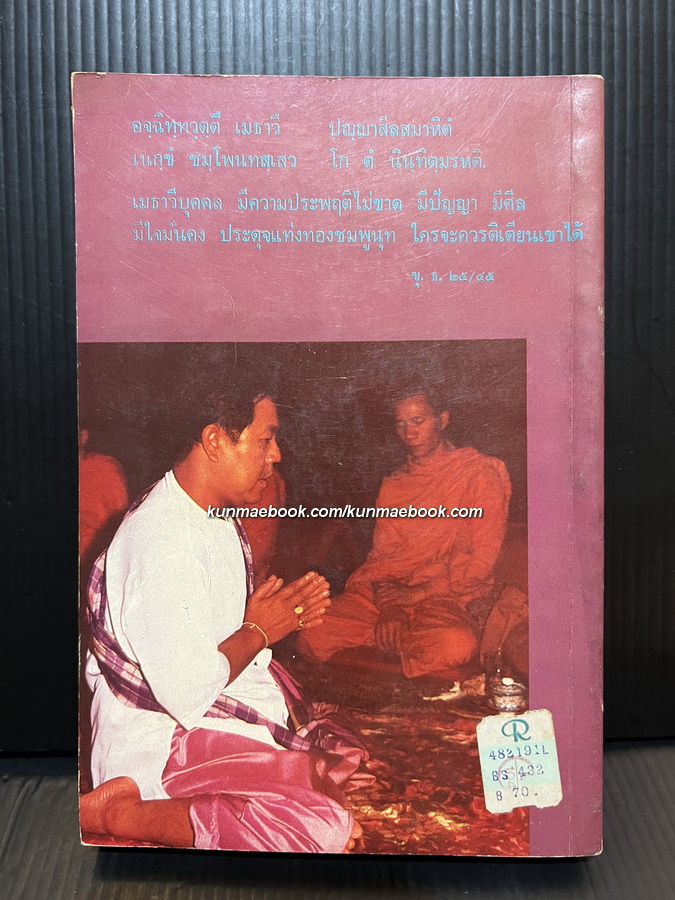 อจฺฉิทฺทวุตฺตึ เมธาวึ ปญฺญาสีลสมาหิตํ
เนกฺขํ ชมฺโพนทสฺเสว โก ตํ นินฺทิตุมรหติ.
เมธาวีบุคคล มีความประพฤติไม่ขาด มีปัญญา มีศีล
มีใจมั่นคง ประดุจแท่งทองชมพูนุท ใครจะควรติเตียนเขาได้
ขุ. ธ. ๒๕/๔๕
kunmaebook.com/kunmaebook.com
R
482191L
BS 432
B 70.